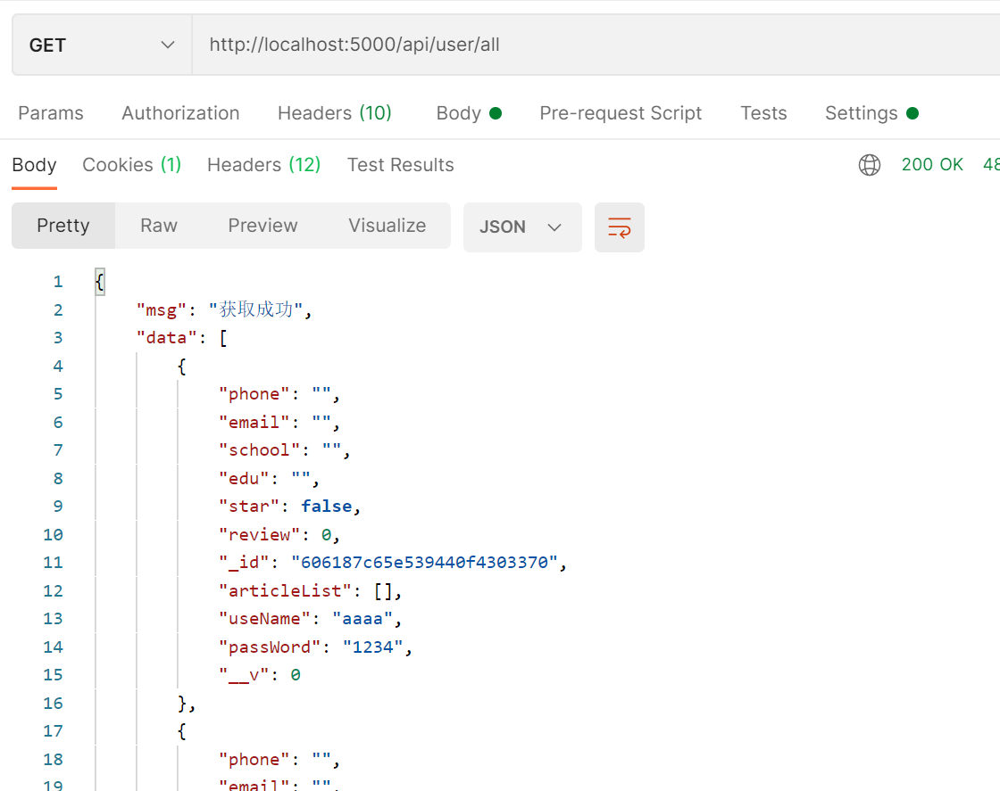 GET http://localhost:5000/api/user/all
Params Authorization Headers (10) Body Pre-request Script Tests Settings
Body Cookies (1) Headers (12) Test Results 200 OK 48
Pretty Raw Preview Visualize JSON
1 {
2 "msg": "获取成功",
3 "data": [
4 {
5 "phone": "",
6 "email": "",
7 "school": "",
8 "edu": "",
9 "star": false,
10 "review": 0,
11 "_id": "606187c65e539440f4303370",
12 "articleList": [],
13 "useName": "aaaa",
14 "passWord": "1234",
15 "__v": 0
16 },
17 {
18 "phone": "",
19 "email": "",